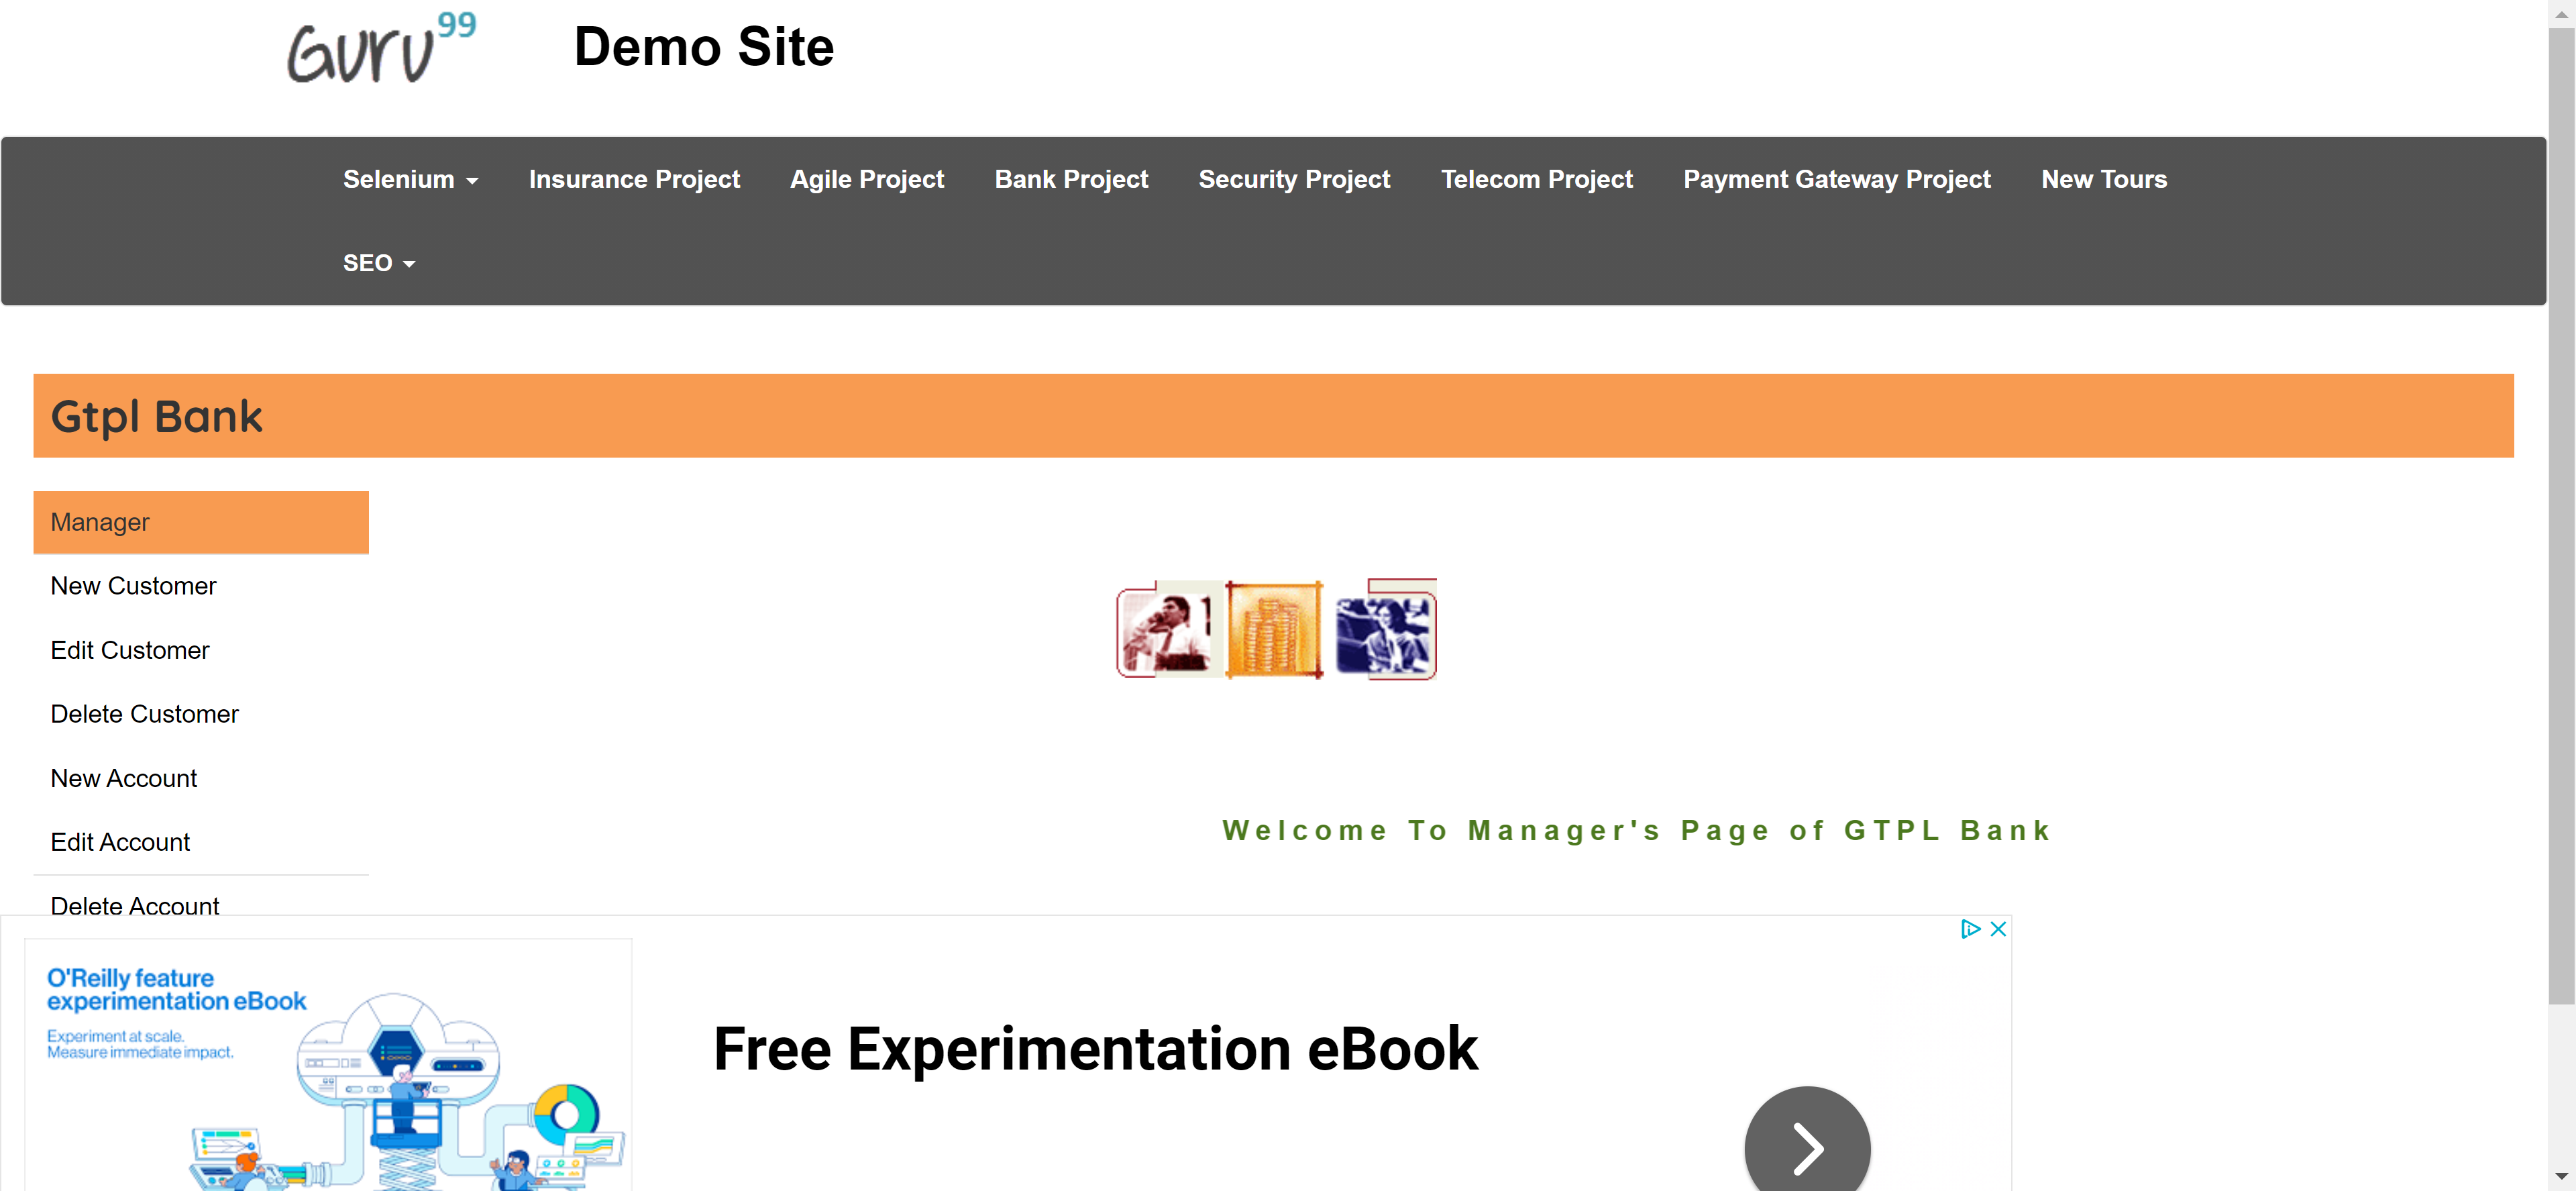 Guru99
Demo Site
Selenium
Insurance Project
Agile Project
Bank Project
Security Project
Telecom Project
Payment Gateway Project
New Tours
SEO
Gtpl Bank
Manager
New Customer
Edit Customer
Delete Customer
New Account
Edit Account
Delete Account
Welcome To Manager's Page of GTPL Bank
O'Reilly feature
experimentation eBook
Experiment at scale.
Measure immediate impact.
Free Experimentation eBook